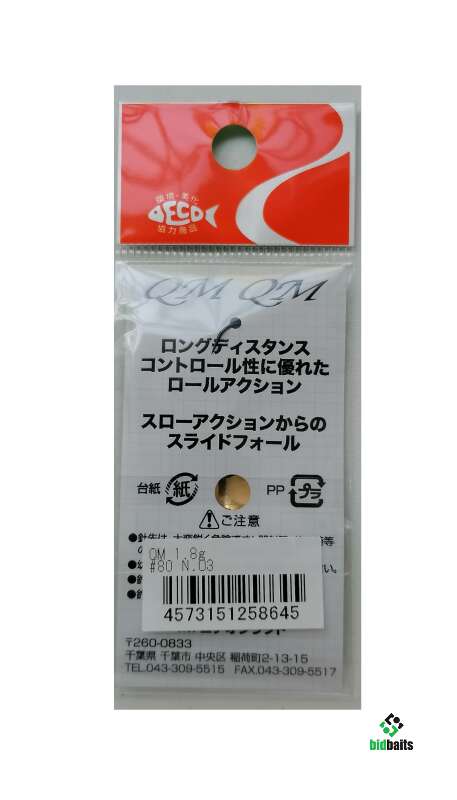 環境・美化
ECO
協力商品
QM QM
ロングディスタンス
コントロール性に優れた
ロールアクション
スローアクションからの
スライドフォール
台紙 紙 PP プラ
ご注意
QM 1.8g
#80 N.03
4573151258645
〒260-0833
千葉県 千葉市 中央区 稲荷町2-13-15
TEL.043-309-5515 FAX.043-309-5517
bidbaits